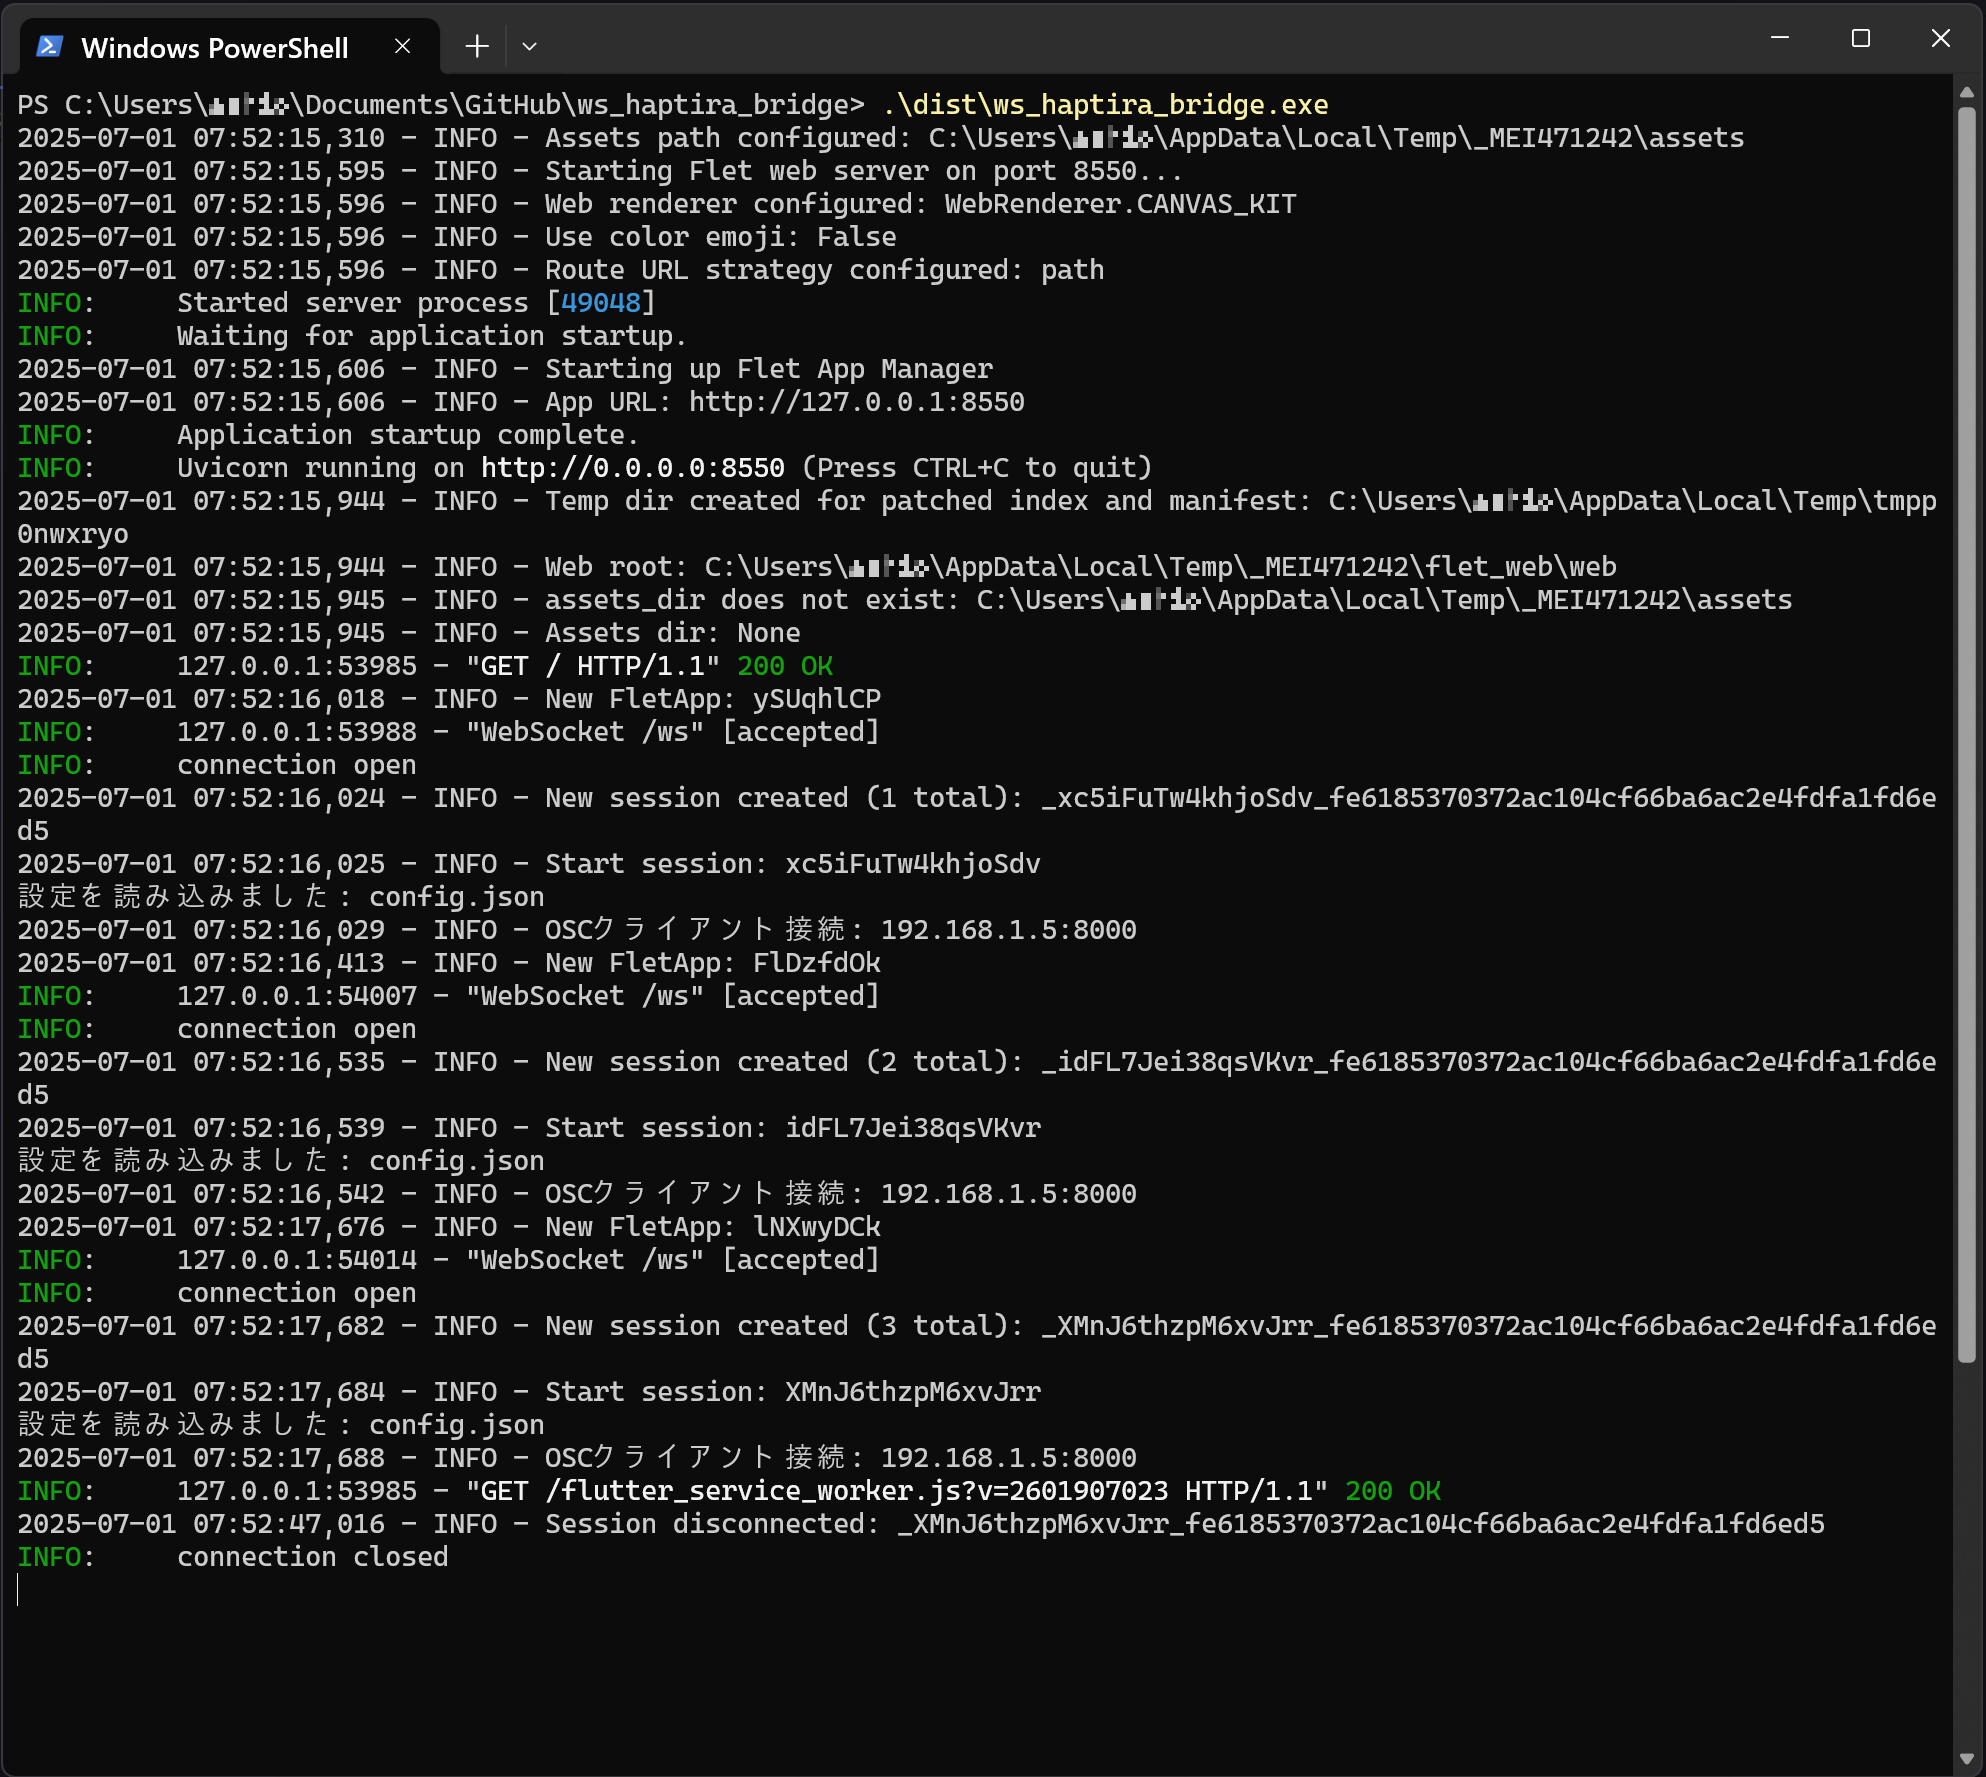 Windows PowerShell
PS C:\Users\ \Documents\GitHub\ws_haptira_bridge> .\dist\ws_haptira_bridge.exe
2025-07-01 07:52:15,310 - INFO - Assets path configured: C:\Users\ \AppData\Local\Temp\_MEI471242\assets
2025-07-01 07:52:15,595 - INFO - Starting Flet web server on port 8550...
2025-07-01 07:52:15,596 - INFO - Web renderer configured: WebRenderer.CANVAS_KIT
2025-07-01 07:52:15,596 - INFO - Use color emoji: False
2025-07-01 07:52:15,596 - INFO - Route URL strategy configured: path
INFO:     Started server process [49048]
INFO:     Waiting for application startup.
2025-07-01 07:52:15,606 - INFO - Starting up Flet App Manager
2025-07-01 07:52:15,606 - INFO - App URL: http://127.0.0.1:8550
INFO:     Application startup complete.
INFO:     Uvicorn running on http://0.0.0.0:8550 (Press CTRL+C to quit)
2025-07-01 07:52:15,944 - INFO - Temp dir created for patched index and manifest: C:\Users\ \AppData\Local\Temp\tmpp
0nwxryo
2025-07-01 07:52:15,944 - INFO - Web root: C:\Users\ \AppData\Local\Temp\_MEI471242\flet_web\web
2025-07-01 07:52:15,945 - INFO - assets_dir does not exist: C:\Users\ \AppData\Local\Temp\_MEI471242\assets
2025-07-01 07:52:15,945 - INFO - Assets dir: None
INFO:     127.0.0.1:53985 - "GET / HTTP/1.1" 200 OK
2025-07-01 07:52:16,018 - INFO - New FletApp: ySUqhlCP
INFO:     127.0.0.1:53988 - "WebSocket /ws" [accepted]
INFO:     connection open
2025-07-01 07:52:16,024 - INFO - New session created (1 total): _xc5iFuTw4khjoSdv_fe6185370372ac104cf66ba6ac2e4fdfa1fd6e
d5
2025-07-01 07:52:16,025 - INFO - Start session: xc5iFuTw4khjoSdv
設定を読み込みました: config.json
2025-07-01 07:52:16,029 - INFO - OSCクライアント接続: 192.168.1.5:8000
2025-07-01 07:52:16,413 - INFO - New FletApp: FlDzfdOk
INFO:     127.0.0.1:54007 - "WebSocket /ws" [accepted]
INFO:     connection open
2025-07-01 07:52:16,535 - INFO - New session created (2 total): _idFL7Jei38qsVKvr_fe6185370372ac104cf66ba6ac2e4fdfa1fd6e
d5
2025-07-01 07:52:16,539 - INFO - Start session: idFL7Jei38qsVKvr
設定を読み込みました: config.json
2025-07-01 07:52:16,542 - INFO - OSCクライアント接続: 192.168.1.5:8000
2025-07-01 07:52:17,676 - INFO - New FletApp: lNXwyDCk
INFO:     127.0.0.1:54014 - "WebSocket /ws" [accepted]
INFO:     connection open
2025-07-01 07:52:17,682 - INFO - New session created (3 total): _XMnJ6thzpM6xvJrr_fe6185370372ac104cf66ba6ac2e4fdfa1fd6e
d5
2025-07-01 07:52:17,684 - INFO - Start session: XMnJ6thzpM6xvJrr
設定を読み込みました: config.json
2025-07-01 07:52:17,688 - INFO - OSCクライアント接続: 192.168.1.5:8000
INFO:     127.0.0.1:53985 - "GET /flutter_service_worker.js?v=2601907023 HTTP/1.1" 200 OK
2025-07-01 07:52:47,016 - INFO - Session disconnected: _XMnJ6thzpM6xvJrr_fe6185370372ac104cf66ba6ac2e4fdfa1fd6ed5
INFO:     connection closed